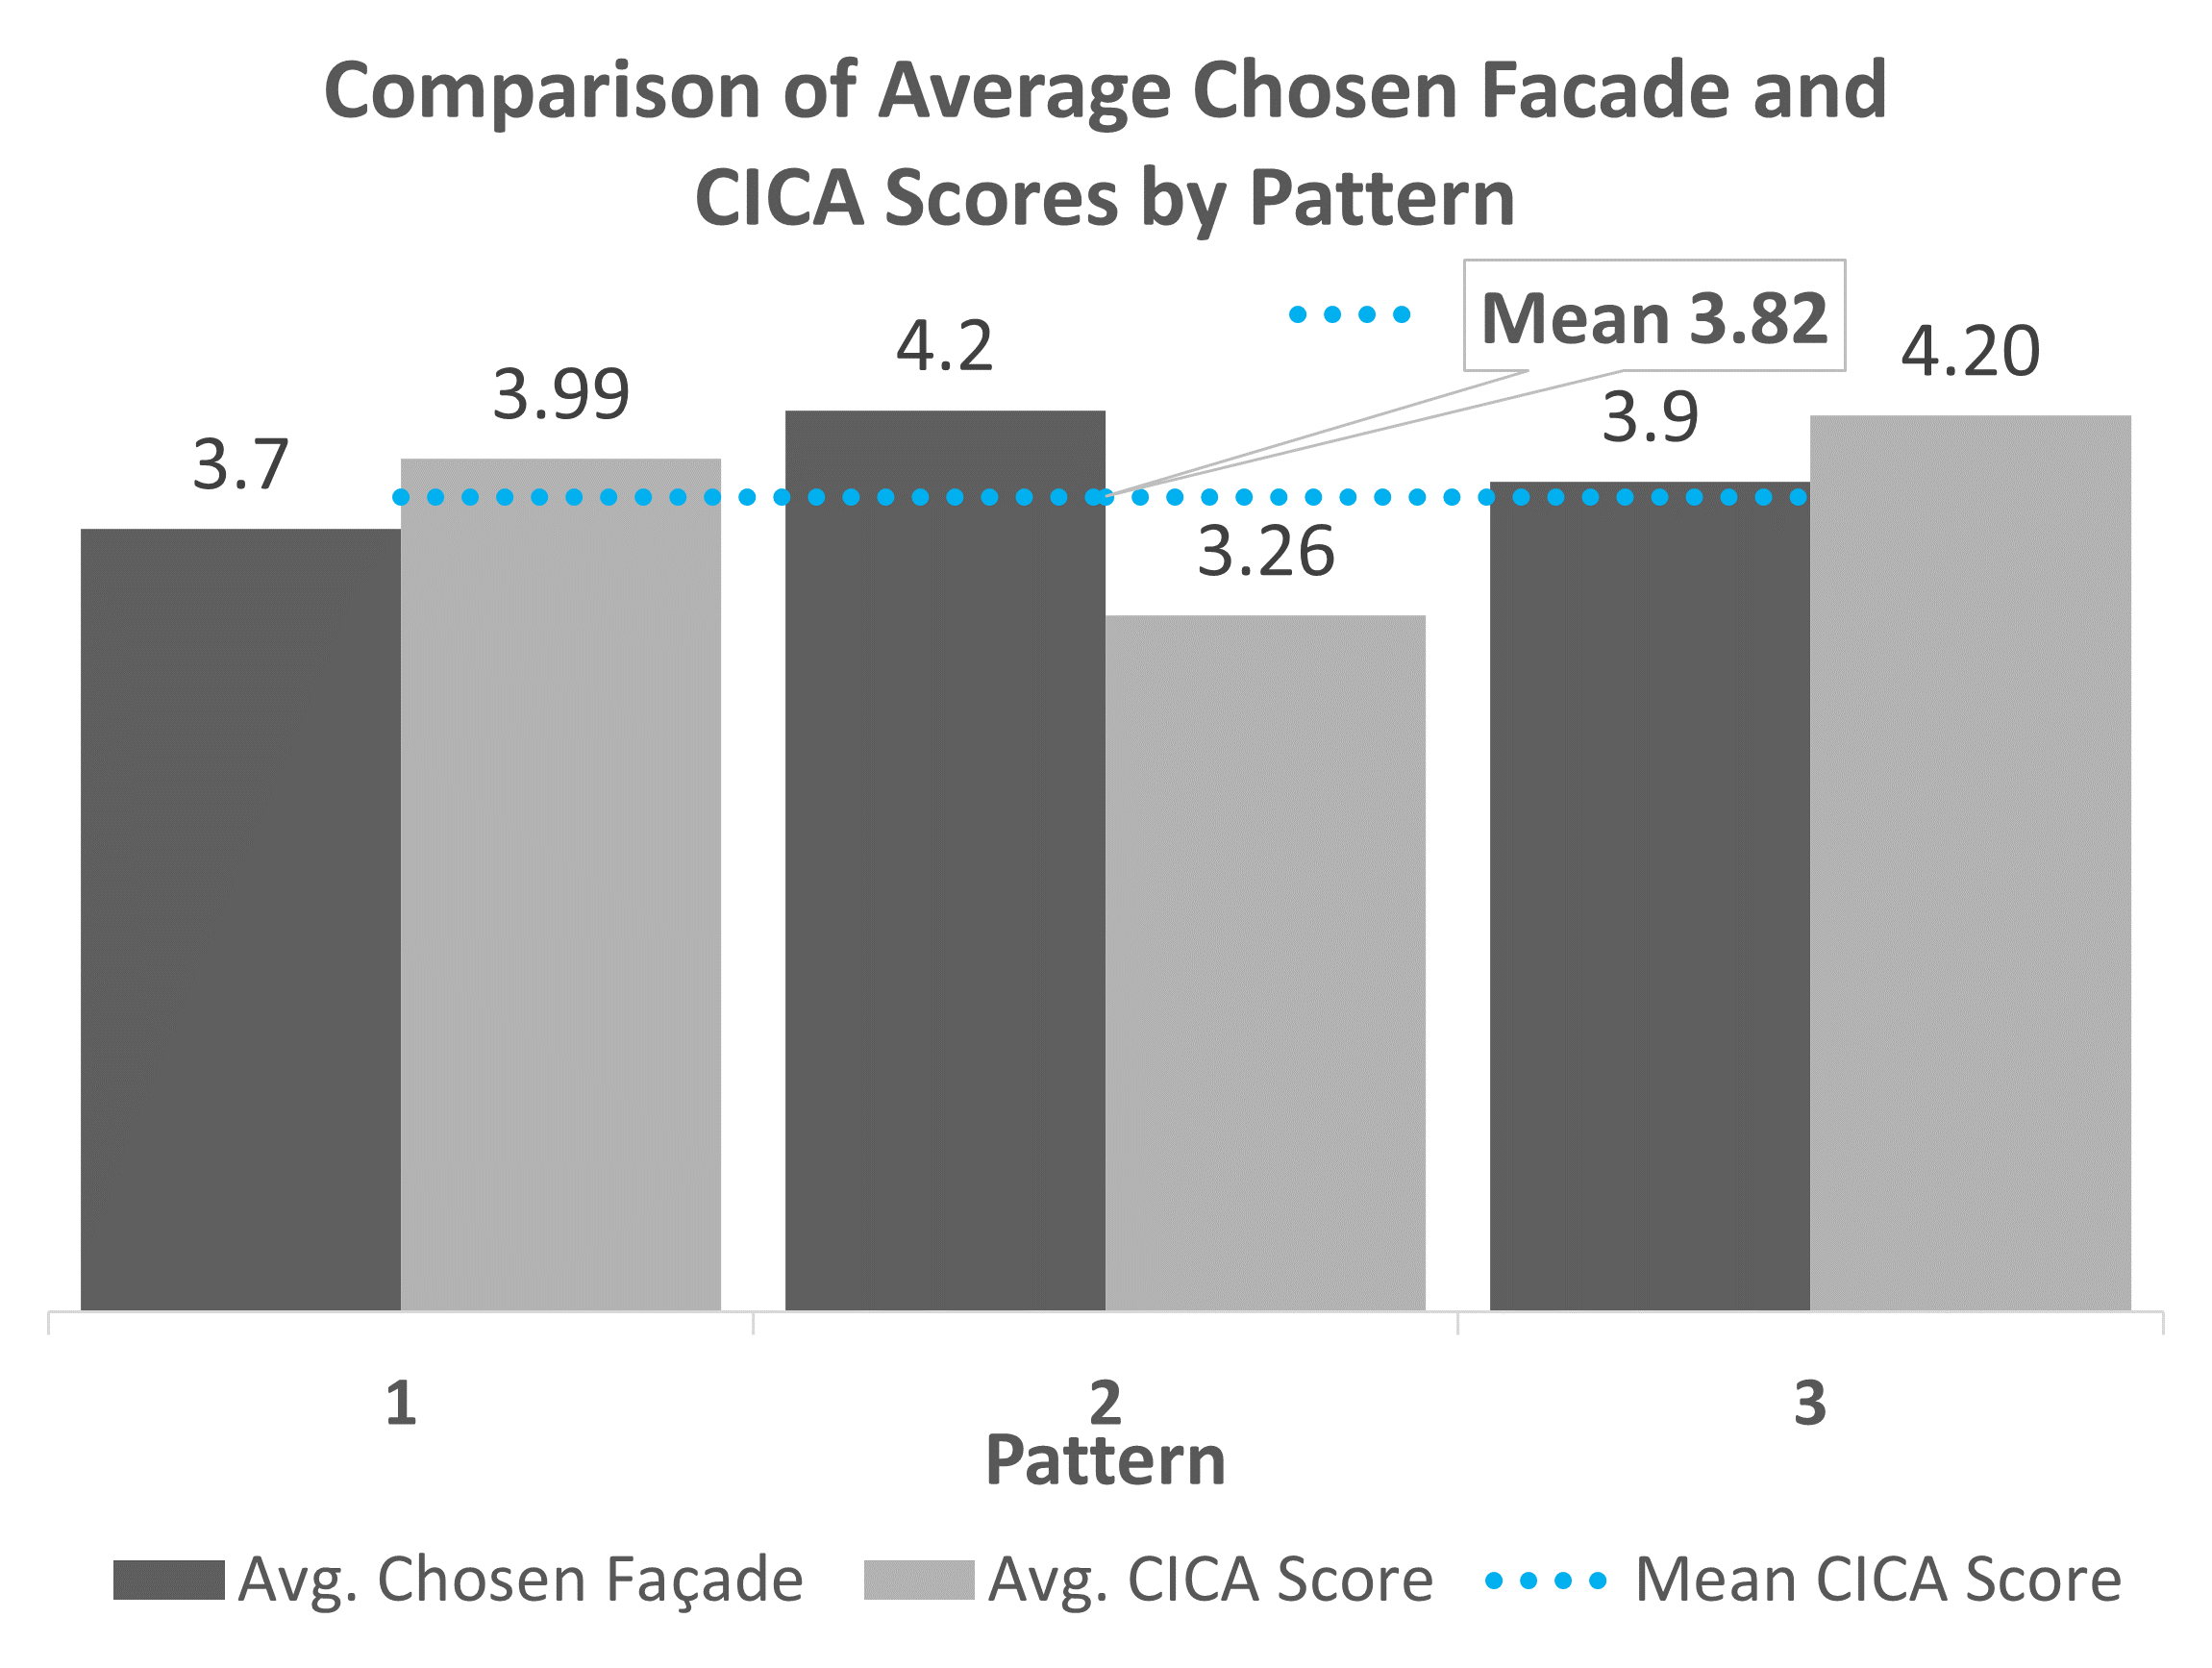 Comparison of Average Chosen Facade and
CICA Scores by Pattern
Mean 3.82
3.7
3.99
4.2
3.26
3.9
4.20
1
2
3
Pattern
Avg. Chosen Façade
Avg. CICA Score
Mean CICA Score